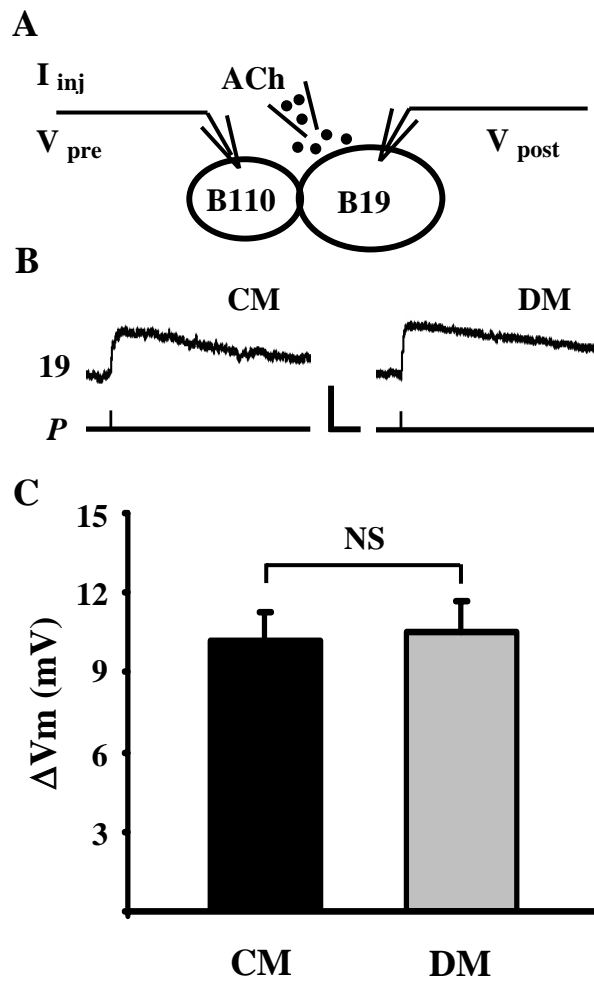 A
I inj
ACh
V pre
V post
B110
B19
B
CM
DM
19
P
C
15
NS
12
9
6
3
ΔVm (mV)
CM
DM